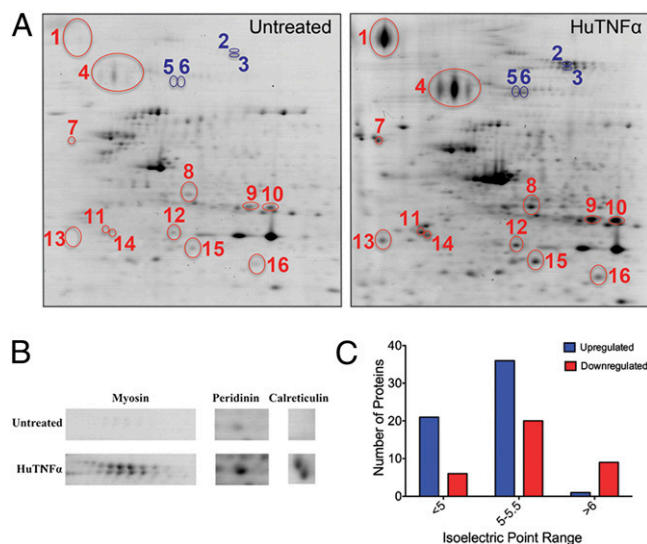 A
Untreated
HuTNFα
1
2
3
4
5 6
7
8
9 10
11
12
13
14
15
16
1
2
3
4
5 6
7
8
9 10
11
12
13
14
15
16
B
Myosin Peridinin Calreticulin
Untreated
HuTNFα
C
Number of Proteins
40
30
20
10
0
Upregulated
Downregulated
<5 5-5.5 >6
Isoelectric Point Range